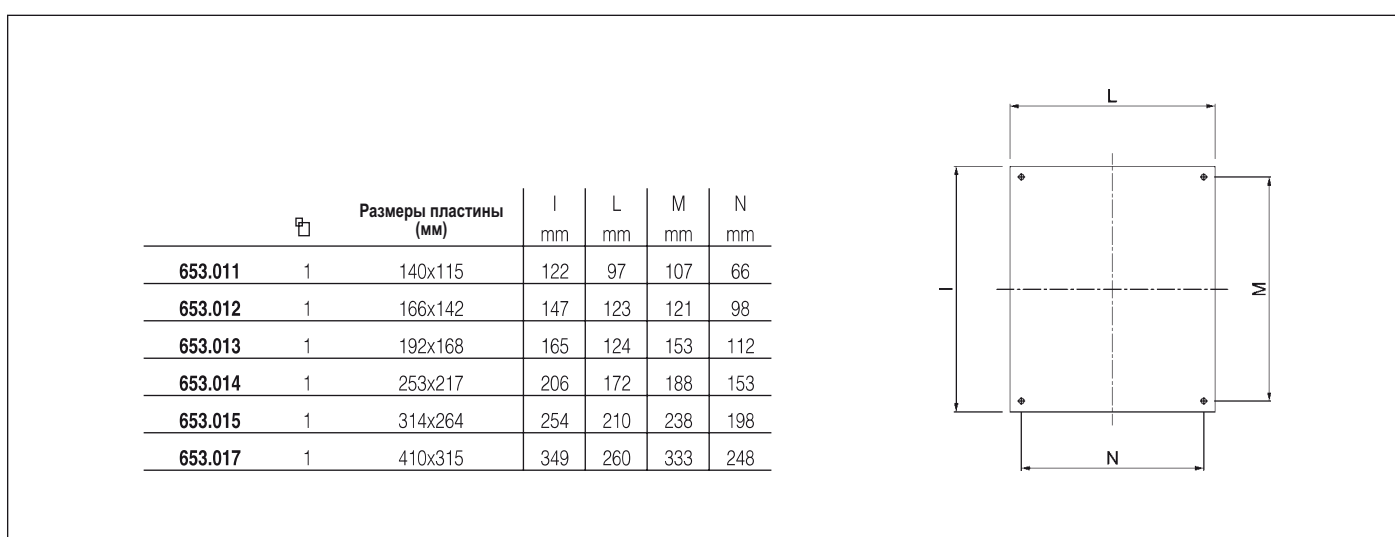 Размеры пластины (мм) I L M N
mm mm mm mm
653.011 1 140x115 122 97 107 66
653.012 1 166x142 147 123 121 98
653.013 1 192x168 165 124 153 112
653.014 1 253x217 206 172 188 153
653.015 1 314x264 254 210 238 198
653.017 1 410x315 349 260 333 248
L
I
M
N